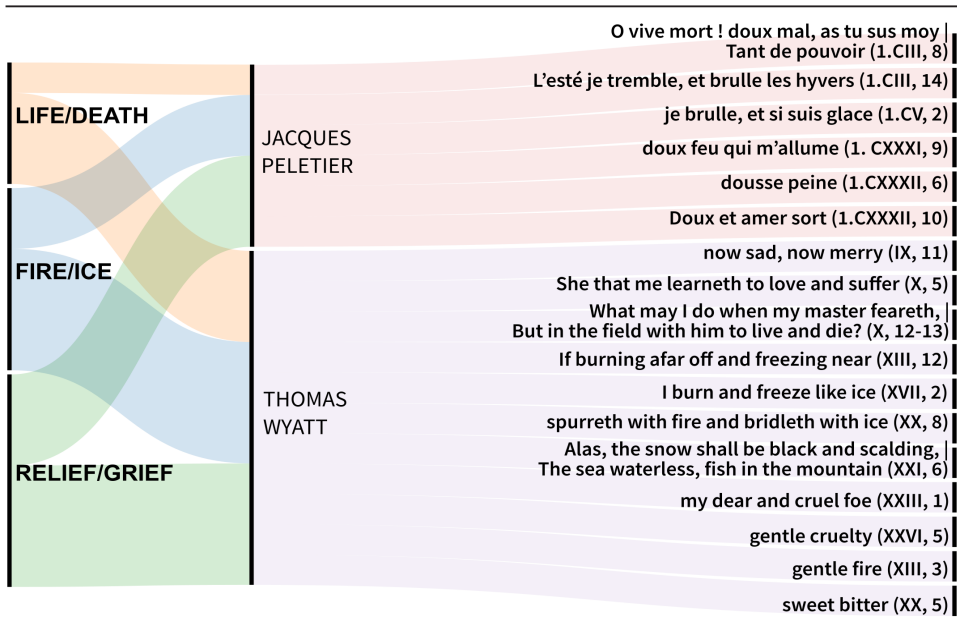 LIFE/DEATH
FIRE/ICE
RELIEF/GRIEF
JACQUES
PELETIER
THOMAS
WYATT
O vive mort ! doux mal, as tu sus moy |
Tant de pouvoir (1.CIII, 8)
L’esté je tremble, et brulle les hyvers (1.CIII, 14)
je brulle, et si suis glace (1.CV, 2)
doux feu qui m’allume (1. CXXXI, 9)
dousse peine (1.CXXXII, 6)
Doux et amer sort (1.CXXXII, 10)
now sad, now merry (IX, 11)
She that me learneth to love and suffer (X, 5)
What may I do when my master feareth, |
But in the field with him to live and die? (X, 12-13)
If burning afar off and freezing near (XIII, 12)
I burn and freeze like ice (XVII, 2)
spurreth with fire and bridleth with ice (XX, 8)
Alas, the snow shall be black and scalding, |
The sea waterless, fish in the mountain (XXI, 6)
my dear and cruel foe (XXIII, 1)
gentle cruelty (XXVI, 5)
gentle fire (XIII, 3)
sweet bitter (XX, 5)